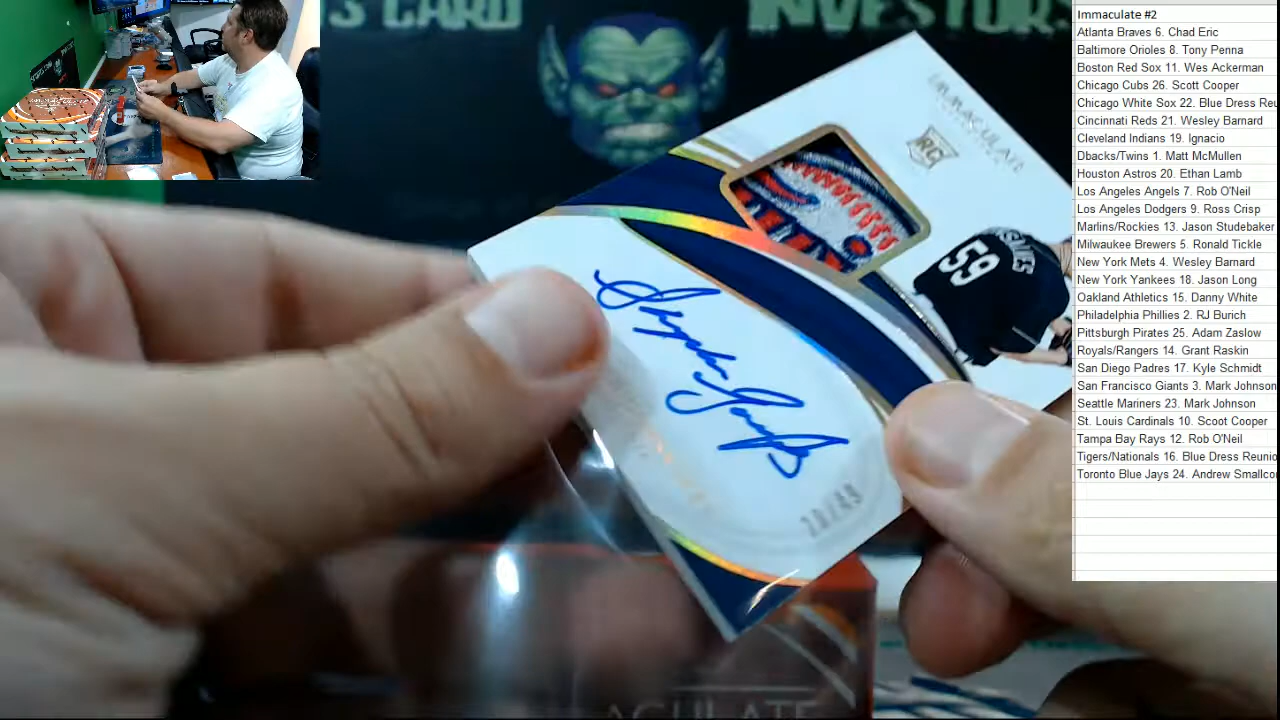 S CARD INVESTORS
IMMACULATE
RC
59
IMMACULATE
Immaculate #2
Atlanta Braves 6. Chad Eric
Baltimore Orioles 8. Tony Penna
Boston Red Sox 11. Wes Ackerman
Chicago Cubs 26. Scott Cooper
Chicago White Sox 22. Blue Dress Reu
Cincinnati Reds 21. Wesley Barnard
Cleveland Indians 19. Ignacio
Dbacks/Twins 1. Matt McMullen
Houston Astros 20. Ethan Lamb
Los Angeles Angels 7. Rob O'Neil
Los Angeles Dodgers 9. Ross Crisp
Marlins/Rockies 13. Jason Studebaker
Milwaukee Brewers 5. Ronald Tickle
New York Mets 4. Wesley Barnard
New York Yankees 18. Jason Long
Oakland Athletics 15. Danny White
Philadelphia Phillies 2. RJ Burich
Pittsburgh Pirates 25. Adam Zaslow
Royals/Rangers 14. Grant Raskin
San Diego Padres 17. Kyle Schmidt
San Francisco Giants 3. Mark Johnson
Seattle Mariners 23. Mark Johnson
St. Louis Cardinals 10. Scoot Cooper
Tampa Bay Rays 12. Rob O'Neil
Tigers/Nationals 16. Blue Dress Reunio
Toronto Blue Jays 24. Andrew Smallco